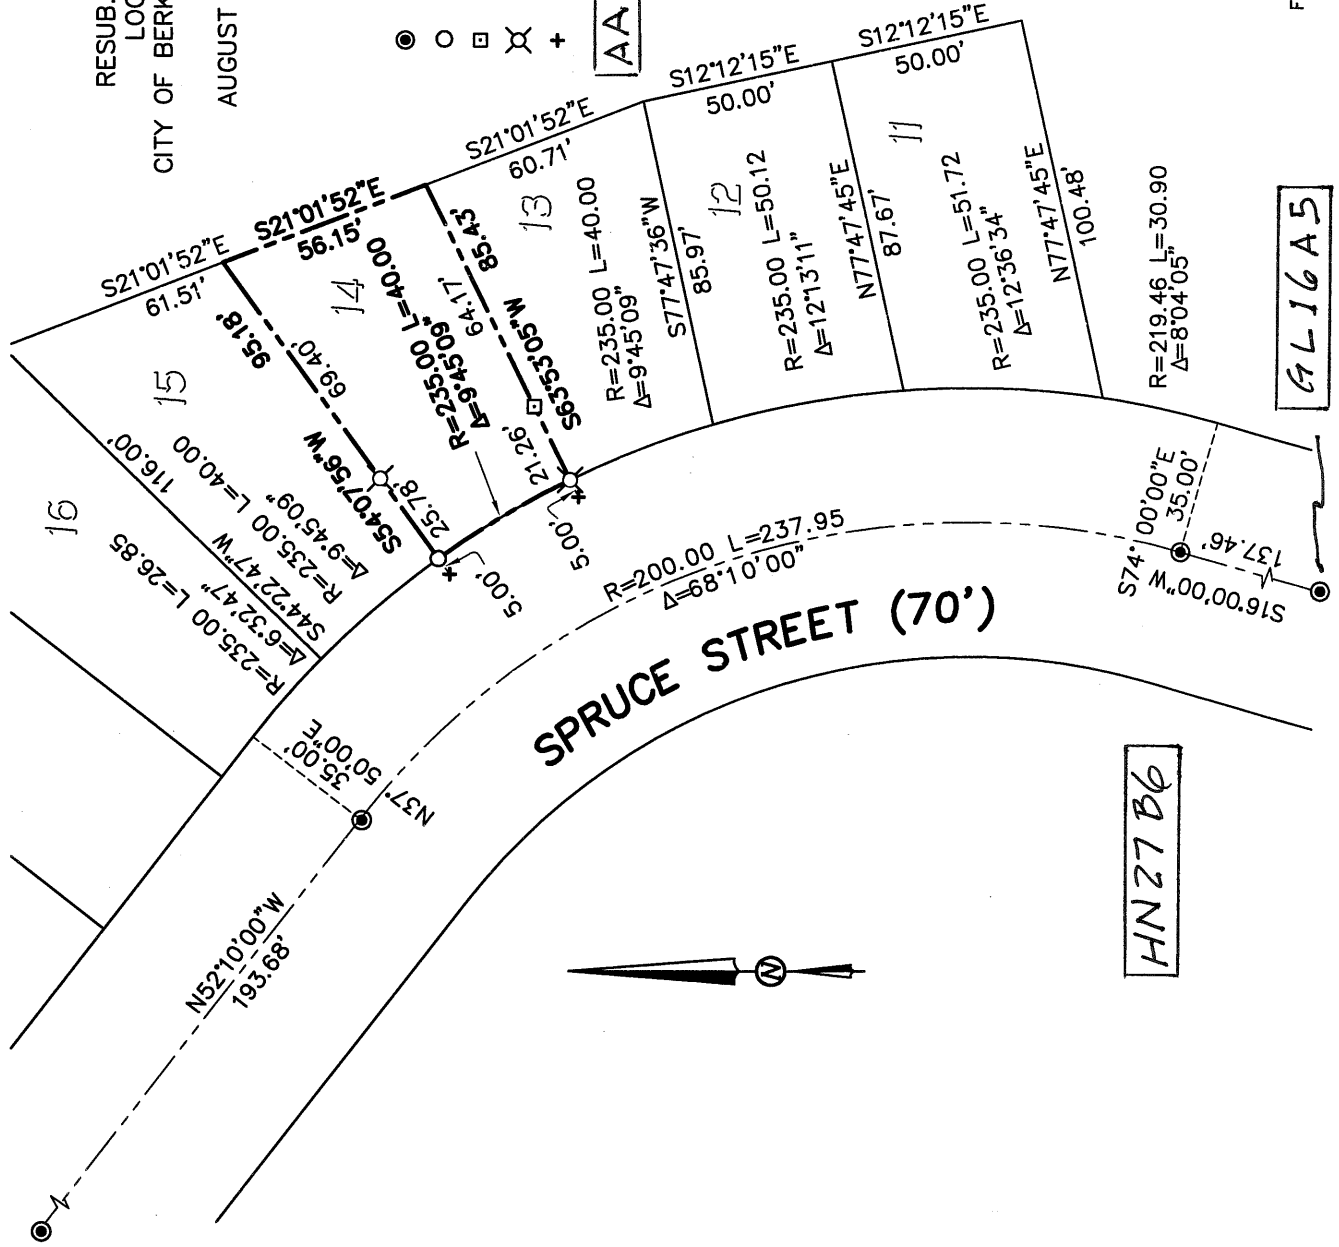 RESUB.
LOC
CITY OF BERK
AUGUST
AA
F
S21°01'52"E
61.51'
S21°01'52"E
56.15'
S21°01'52"E
60.71'
S12°12'15"E
50.00'
S12°12'15"E
50.00'
16
R=235.00 L=26.85
Δ=6°32'47"
S44°22'47"W
116.00'
15
R=235.00 L=40.00
Δ=9°45'09"
95.18'
69.40'
S54°07'56"W
25.78'
14
R=235.00 L=40.00
Δ=9°45'09"
85.43'
64.17'
S63°53'05"W
21.26'
5.00'
5.00'
13
R=235.00 L=40.00
Δ=9°45'09"
S77°47'36"W
85.97'
12
R=235.00 L=50.12
Δ=12°13'11"
N77°47'45"E
87.67'
11
R=235.00 L=51.72
Δ=12°36'34"
N77°47'45"E
100.48'
R=219.46 L=30.90
Δ=8°04'05"
GL16A5
R=200.00 L=237.95
Δ=68°10'00"
SPRUCE STREET (70')
S74°00'00"E
35.00'
S16°00'00"W
137.46'
35.00'
N37°50'00"E
N52°10'00"W
193.68'
N
HN27B6